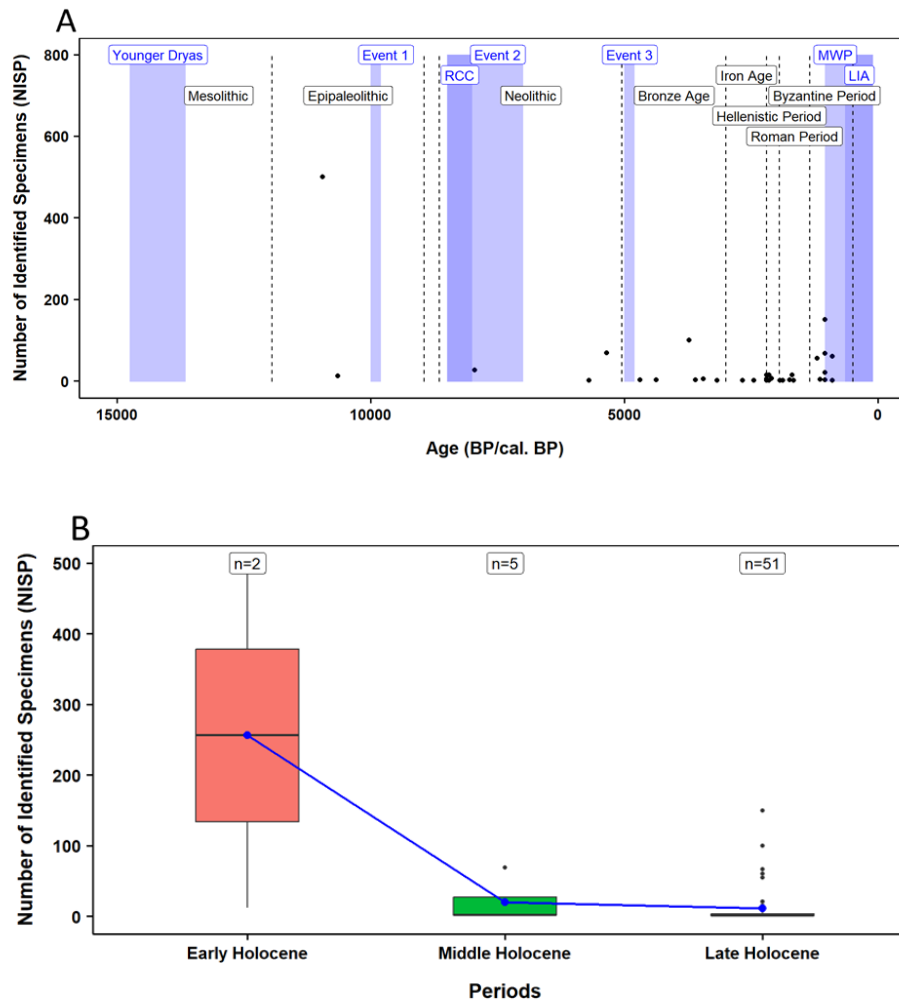 A
Number of Identified Specimens (NISP)
800
600
400
200
0
Younger Dryas
Event 1
Event 2
Event 3
MWP
RCC
Iron Age
LIA
Mesolithic
Epipaleolithic
Neolithic
Bronze Age
Byzantine Period
Hellenistic Period
Roman Period
15000
10000
5000
0
Age (BP/cal. BP)
B
Number of Identified Specimens (NISP)
500
400
300
200
100
0
n=2
n=5
n=51
Early Holocene
Middle Holocene
Late Holocene
Periods